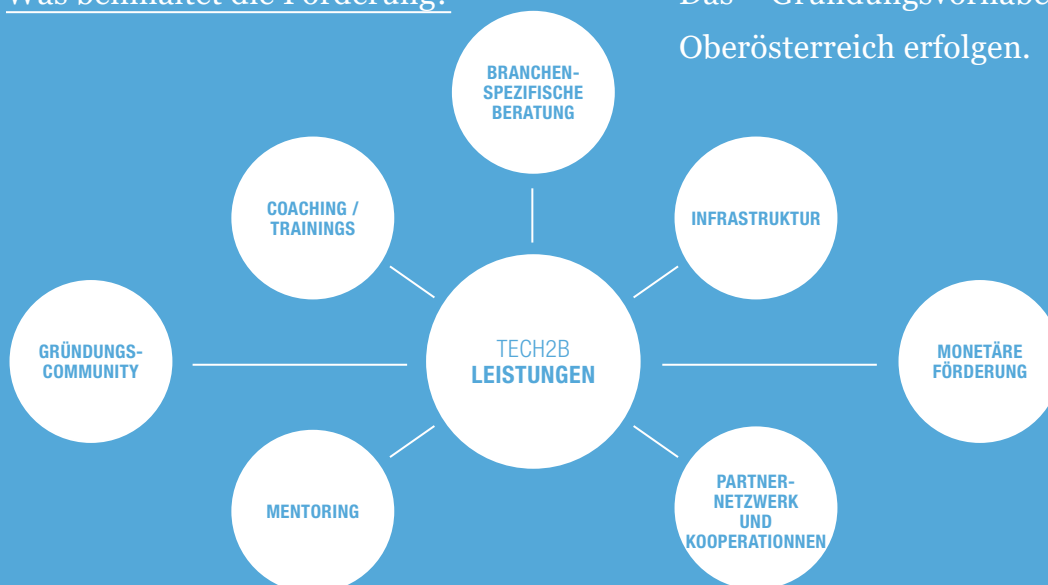 Was beinhaltet die Förderung?
Das Gründungsvorhabe
Oberösterreich erfolgen.
BRANCHEN-
SPEZIFISCHE
BERATUNG
COACHING /
TRAININGS
INFRASTRUKTUR
GRÜNDUNGS-
COMMUNITY
TECH2B
LEISTUNGEN
MONETÄRE
FÖRDERUNG
MENTORING
PARTNER-
NETZWERK
UND
KOOPERATIONNEN